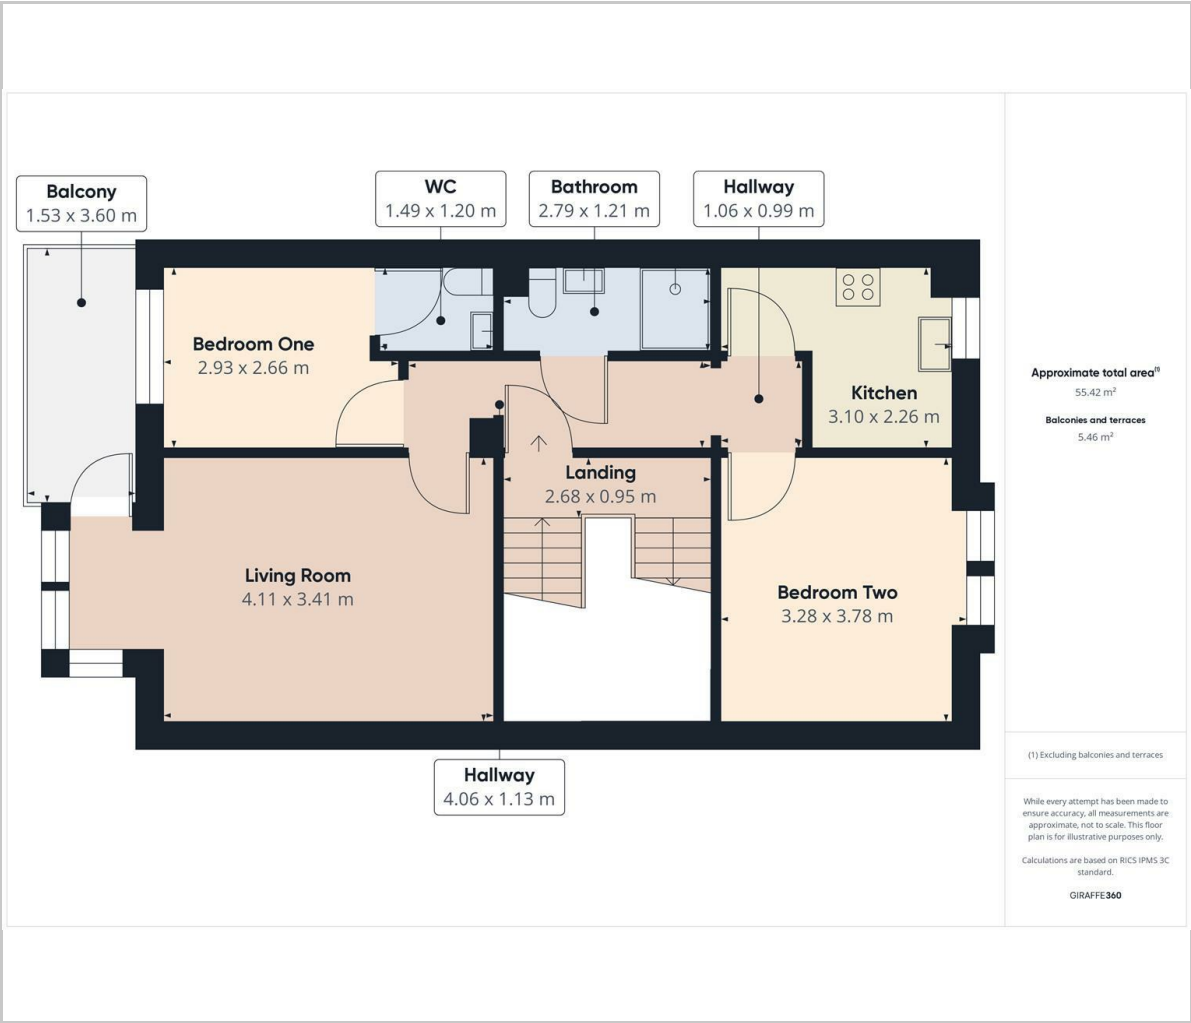 Balcony
1.53 x 3.60 m
WC
1.49 x 1.20 m
Bathroom
2.79 x 1.21 m
Hallway
1.06 x 0.99 m
Bedroom One
2.93 x 2.66 m
Kitchen
3.10 x 2.26 m
Landing
2.68 x 0.95 m
Living Room
4.11 x 3.41 m
Bedroom Two
3.28 x 3.78 m
Hallway
4.06 x 1.13 m
Approximate total area(1)
55.42 m²
Balconies and terraces
5.46 m²
(1) Excluding balconies and terraces
While every attempt has been made to
ensure accuracy, all measurements are
approximate, not to scale. This floor
plan is for illustrative purposes only.
Calculations are based on RICS IPMS 3C
standard.
GIRAFFE360